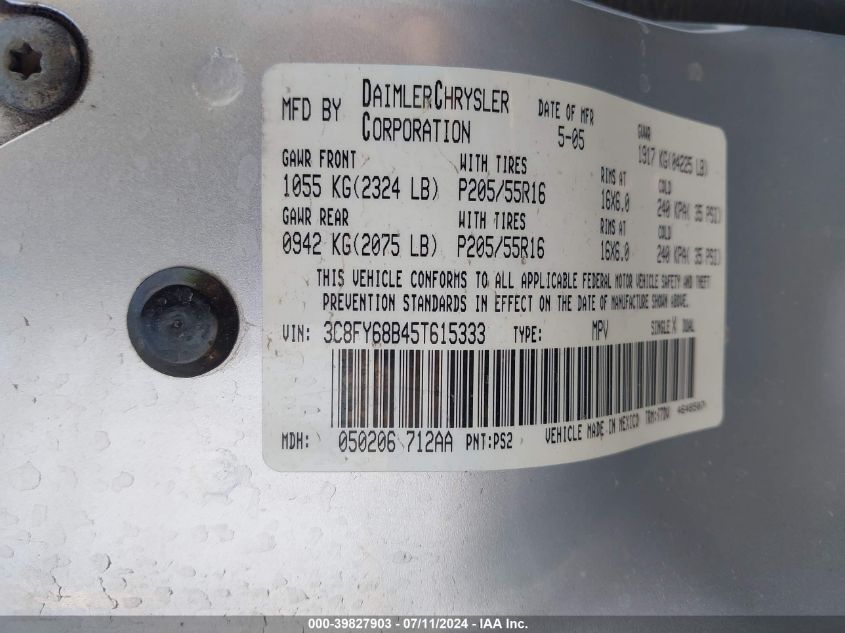 MFD BY DAIMLERCHRYSLER CORPORATION DATE OF MFR 5-05 GVWR 1917 KG(04225 LB)
GAWR FRONT WITH TIRES RIMS AT COLD
1055 KG(2324 LB) P205/55R16 16X6.0 240 KPA( 35 PSI)
GAWR REAR WITH TIRES RIMS AT COLD
0942 KG(2075 LB) P205/55R16 16X6.0 240 KPA( 35 PSI)
THIS VEHICLE CONFORMS TO ALL APPLICABLE FEDERAL MOTOR VEHICLE SAFETY AND THEFT
PREVENTION STANDARDS IN EFFECT ON THE DATE OF MANUFACTURE SHOWN ABOVE.
VIN: 3C8FY68B45T615333 TYPE: MPV SINGLE X DUAL
MDH: 050206 712AA PNT:PS2 VEHICLE MADE IN MEXICO
000-39827903 - 07/11/2024 - IAA Inc.